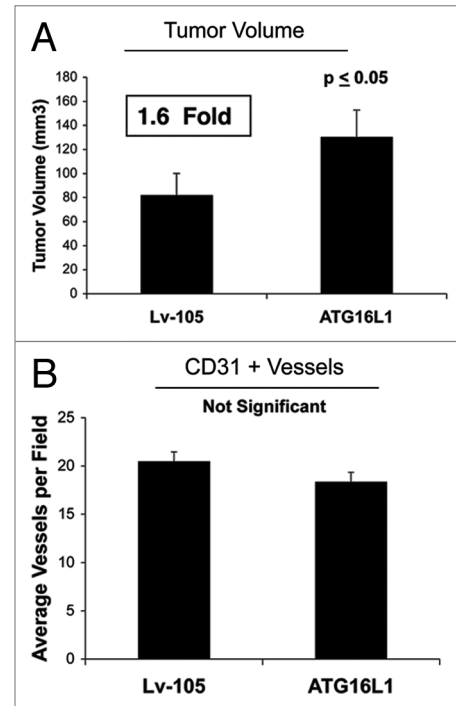 A
Tumor Volume
p ≤ 0.05
1.6 Fold
Tumor Volume (mm3)
180
160
140
120
100
80
60
40
20
0
Lv-105
ATG16L1
B
CD31 + Vessels
Not Significant
Average Vessels per Field
25
20
15
10
5
0
Lv-105
ATG16L1